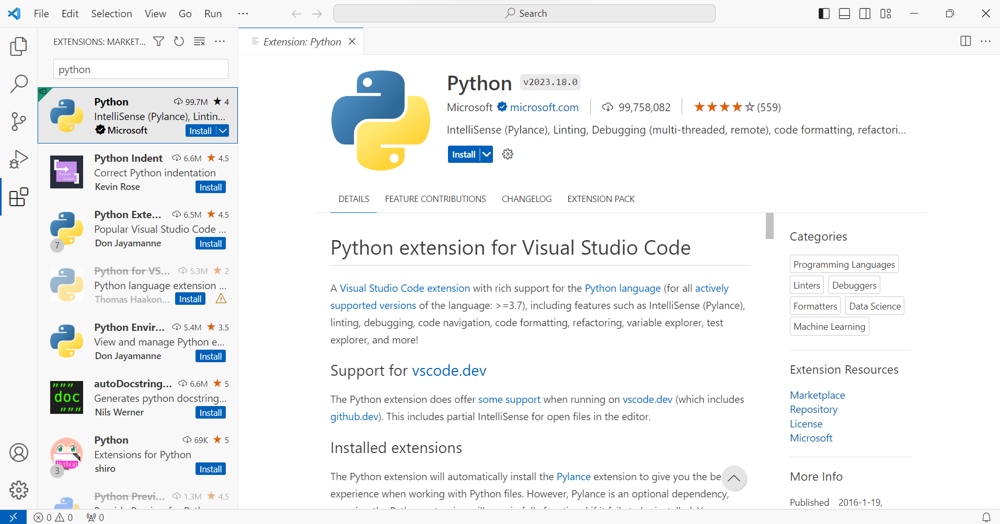 File Edit Selection View Go Run ···
Search
EXTENSIONS: MARKET... ···
python
Python 99.7M ★ 4
IntelliSense (Pylance), Lintin...
Microsoft Install
Python Indent 6.6M ★ 4.5
Correct Python indentation
Kevin Rose Install
Python Exte... 6.5M ★ 4.5
Popular Visual Studio Code ...
7
Don Jayamanne Install
Python for VS... 5.3M ★ 2
Python language extension ...
Thomas Haakon... Install
Python Envir... 5.4M ★ 3.5
View and manage Python e...
Don Jayamanne Install
""" doc """
autoDocstring... 6.6M ★ 5
Generates python docstring...
Nils Werner Install
Python 69K ★ 5
Extensions for Python
Python
3
shiro Install
Python Previ... 1.3M ★ 4.5
Extension: Python
Python v2023.18.0
Microsoft microsoft.com 99,758,082 ★★★★☆ (559)
IntelliSense (Pylance), Linting, Debugging (multi-threaded, remote), code formatting, refactori...
Install
DETAILS FEATURE CONTRIBUTIONS CHANGELOG EXTENSION PACK
Python extension for Visual Studio Code
A Visual Studio Code extension with rich support for the Python language (for all actively
supported versions of the language: >=3.7), including features such as IntelliSense (Pylance),
linting, debugging, code navigation, code formatting, refactoring, variable explorer, test
explorer, and more!
Support for vscode.dev
The Python extension does offer some support when running on vscode.dev (which includes
github.dev). This includes partial IntelliSense for open files in the editor.
Installed extensions
The Python extension will automatically install the Pylance extension to give you the be
experience when working with Python files. However, Pylance is an optional dependency,
Categories
Programming Languages
Linters Debuggers
Formatters Data Science
Machine Learning
Extension Resources
Marketplace
Repository
License
Microsoft
More Info
Published 2016-1-19,
0 0 0